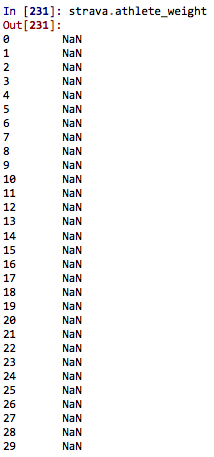 In [231]: strava.athlete_weight
Out[231]:
0 NaN
1 NaN
2 NaN
3 NaN
4 NaN
5 NaN
6 NaN
7 NaN
8 NaN
9 NaN
10 NaN
11 NaN
12 NaN
13 NaN
14 NaN
15 NaN
16 NaN
17 NaN
18 NaN
19 NaN
20 NaN
21 NaN
22 NaN
23 NaN
24 NaN
25 NaN
26 NaN
27 NaN
28 NaN
29 NaN